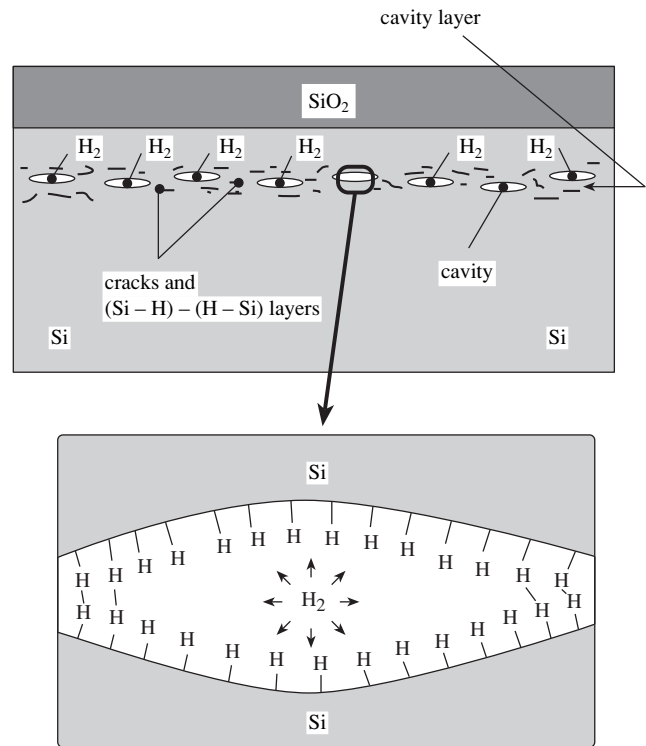 cavity layer
SiO₂
H₂ H₂ H₂ H₂ H₂ H₂
cavity
cracks and
(Si – H) – (H – Si) layers
Si Si
Si
H H H H H H H H H H H H H H
H₂
H H H H H H H H H H H H H H
Si